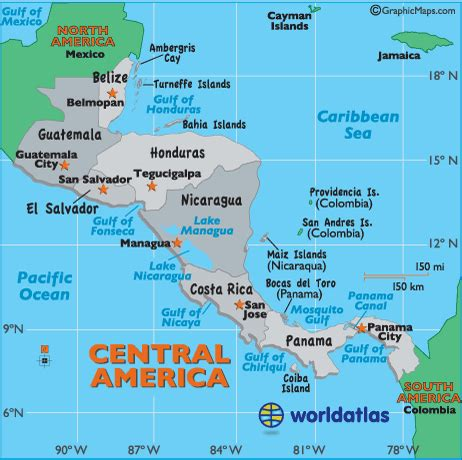 ©GraphicMaps.com
Gulf of
Mexico
Cayman
Islands
NORTH
AMERICA
Mexico
Ambergris
Cay
Jamaica
Belize
Turneffe Islands
18°N
Belmopan
Gulf of
Honduras
Caribbean
Sea
Bahia Islands
Guatemala
Honduras
15°N
Guatemala
City
Tegucigalpa
San Salvador
Providencia Is.
(Colombia)
El Salvador
Nicaragua
Gulf of
Fonseca
Lake
Managua
San Andres Is.
(Colombia)
Managua
12°N
Maiz Islands
(Nicaraqua)
Pacific
Ocean
Lake
Nicaragua
150 mi
150 km
Costa Rica
Bocas del Toro
(Panama)
Panama
Canal
San
Jose
Mosquito
Gulf
Gulf of
Nicaya
9°N
Panama
City
Panama
CENTRAL
AMERICA
Gulf of
Chiriqui
Gulf of
Panama
Coiba
Island
SOUTH
AMERICA
Colombia
6°N
worldatlas
90°W
87°W
84°W
81°W
79°W
78°W